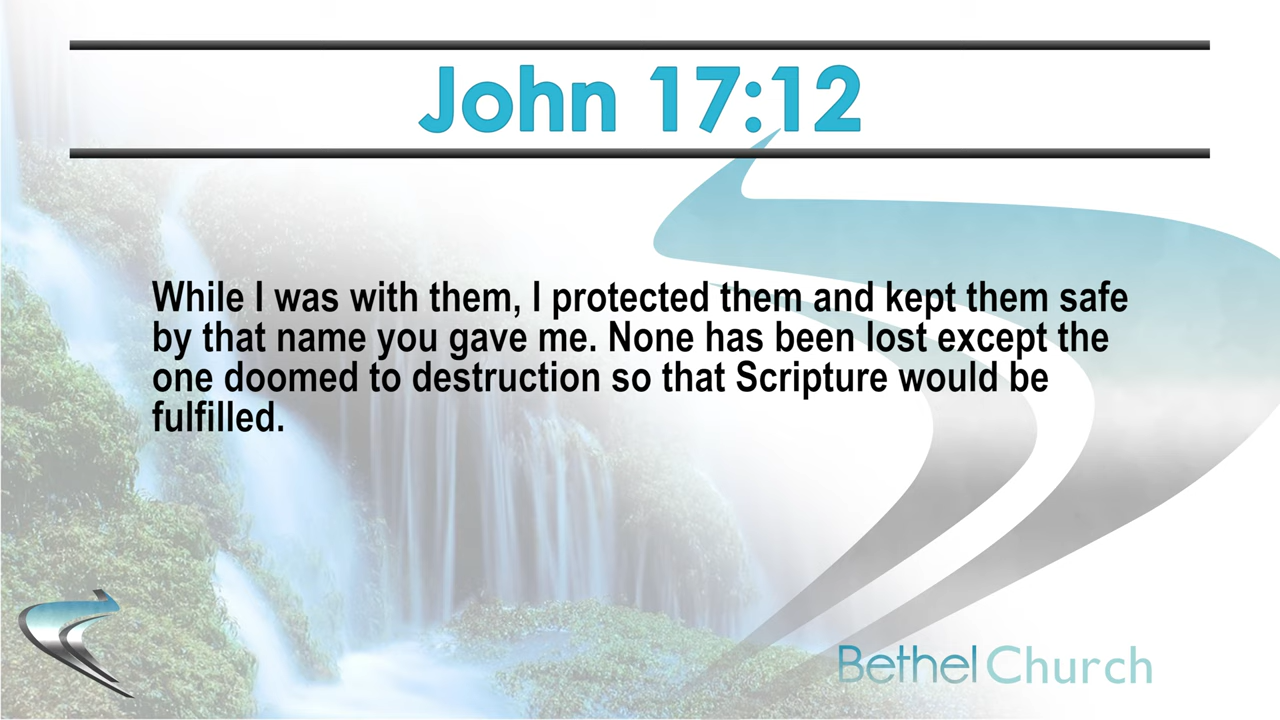 John 17:12
While I was with them, I protected them and kept them safe
by that name you gave me. None has been lost except the
one doomed to destruction so that Scripture would be
fulfilled.
Bethel Church